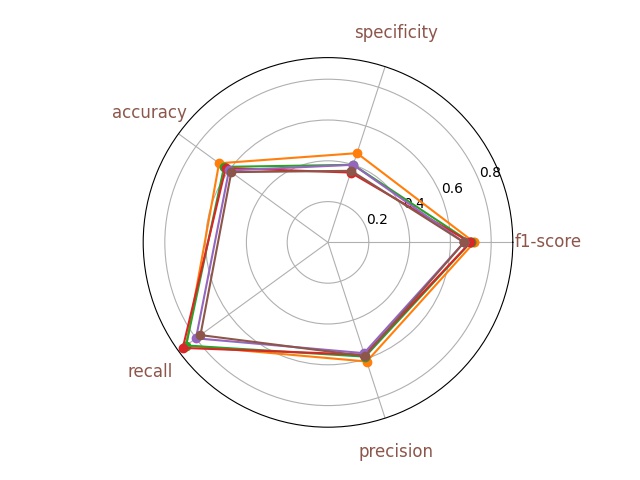 specificity
accuracy
0.8
0.6
0.4
0.2
f1-score
recall
precision